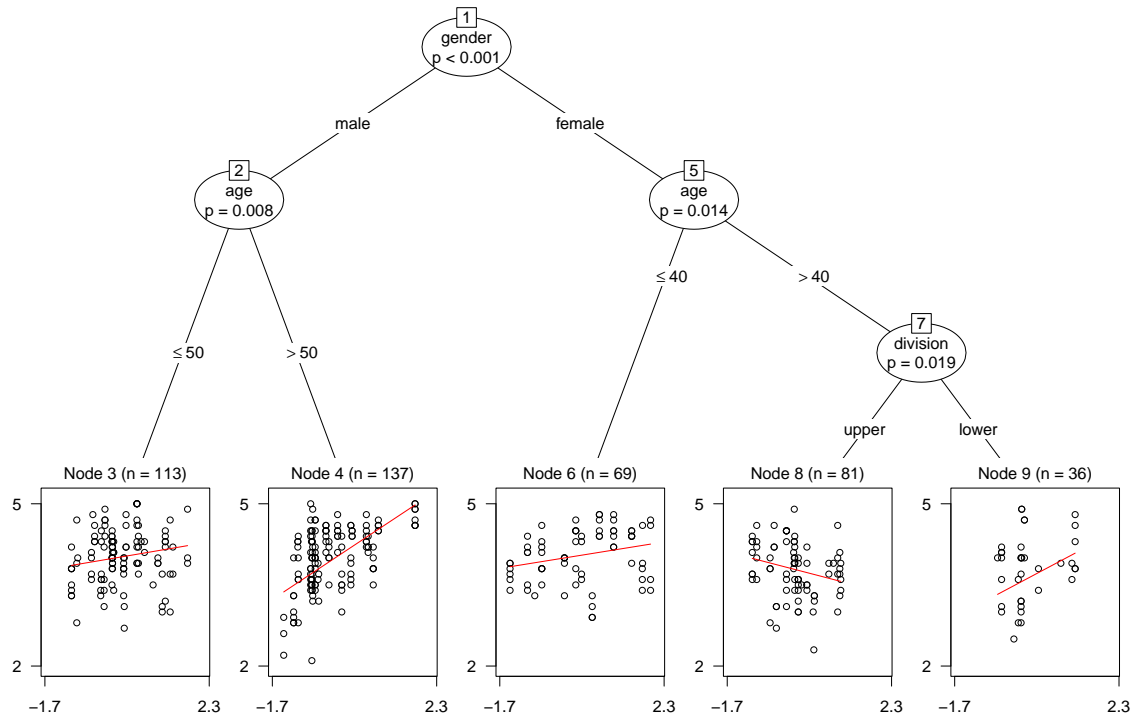 1
gender
p < 0.001
male
female
2
age
p = 0.008
5
age
p = 0.014
≤ 40
> 40
7
division
p = 0.019
≤ 50
> 50
upper
lower
Node 3 (n = 113)
Node 4 (n = 137)
Node 6 (n = 69)
Node 8 (n = 81)
Node 9 (n = 36)
5
5
5
5
5
2
2
2
2
2
−1.7
2.3
−1.7
2.3
−1.7
2.3
−1.7
2.3
−1.7
2.3